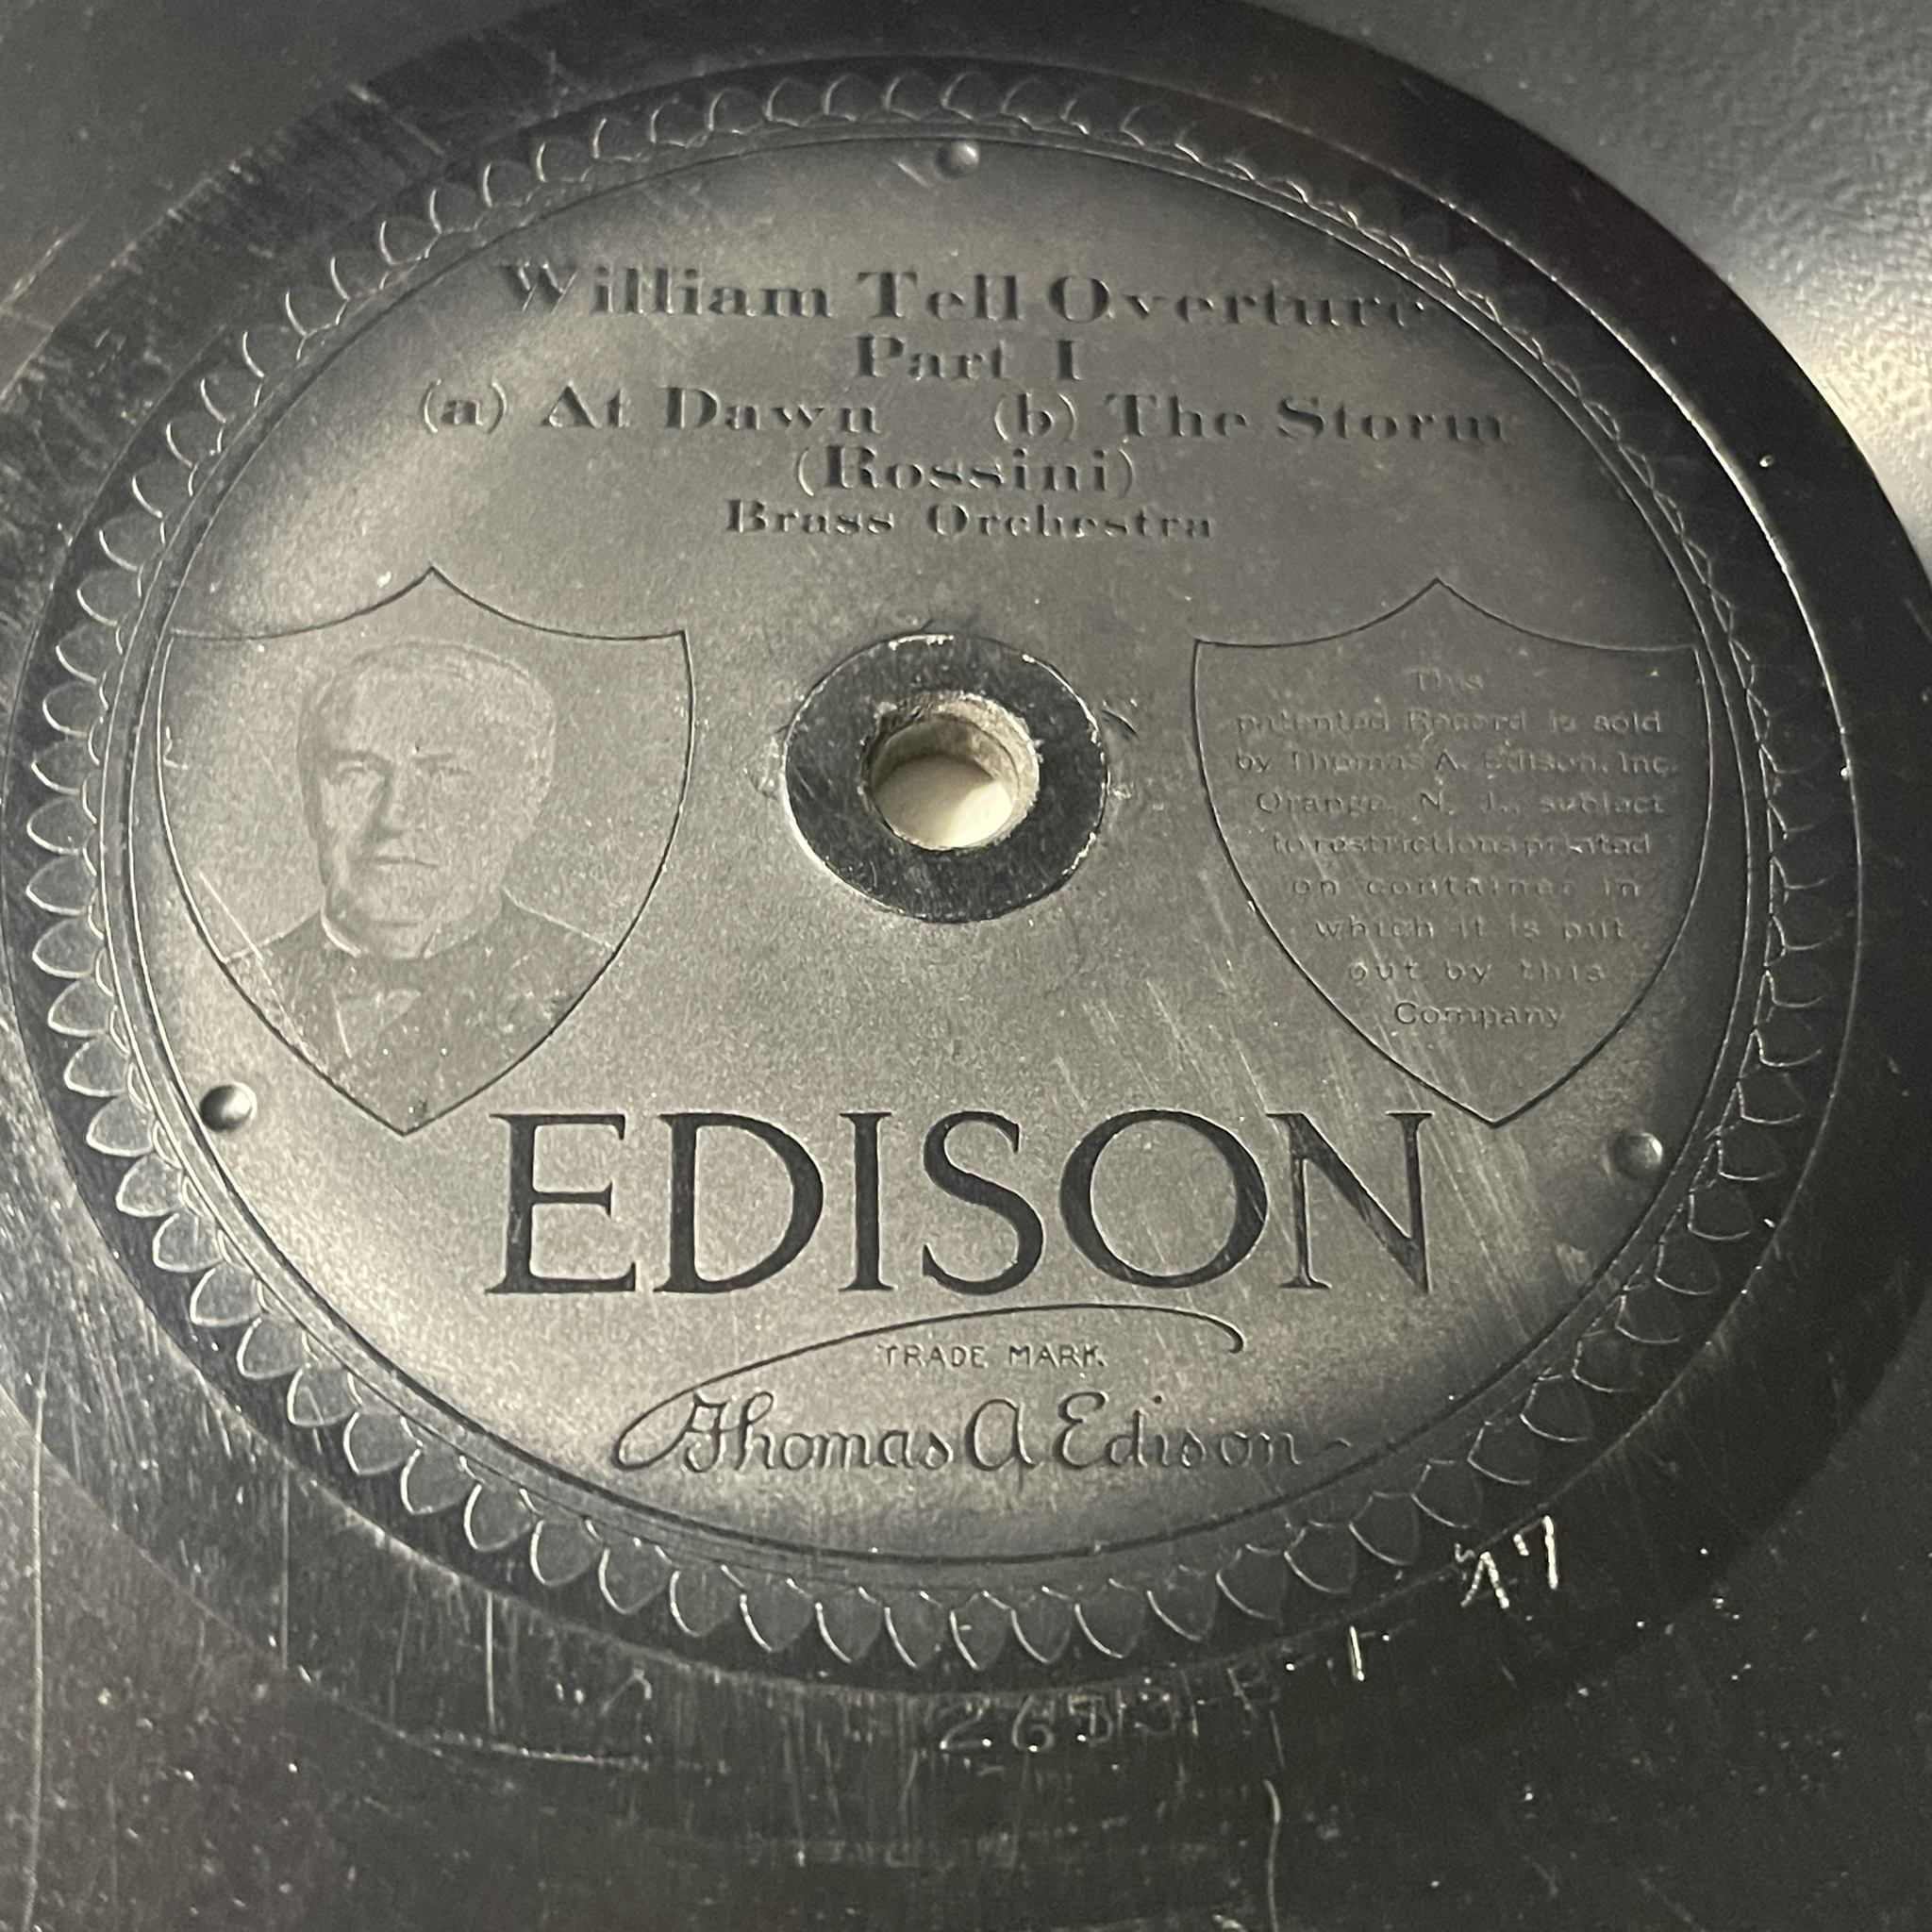 William Tell Overture
Part I
(a) At Dawn (b) The Storm
(Rossini)
Brass Orchestra
This
patented Record is sold
by Thomas A. Edison, Inc.
Orange, N. J., subject
to restrictions printed
on container in
which it is put
out by this
Company
EDISON
TRADE MARK
Thomas A Edison